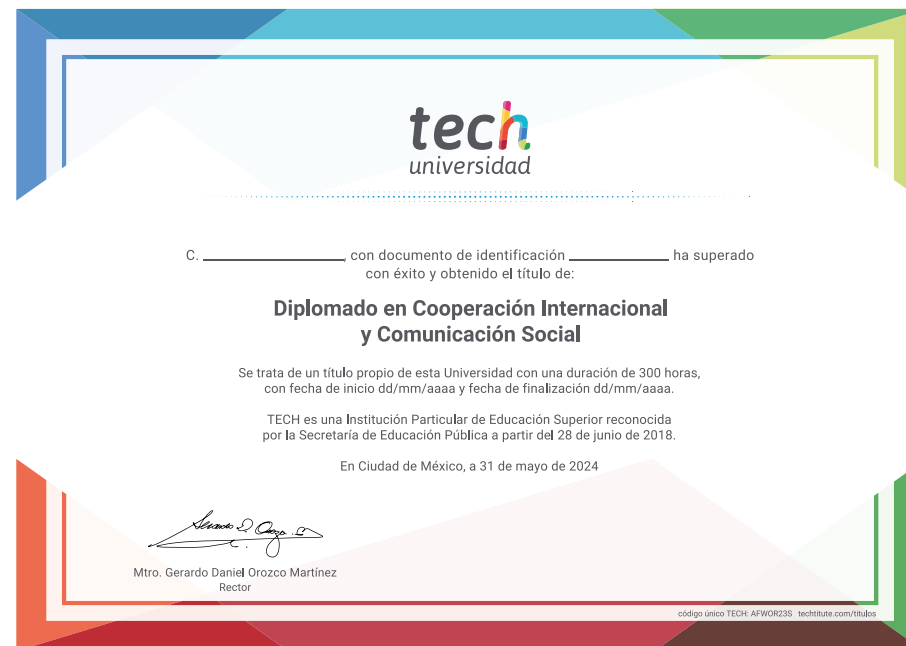 tech
universidad
C. ____________, con documento de identificación ____________ ha superado
con éxito y obtenido el título de:
Diplomado en Cooperación Internacional
y Comunicación Social
Se trata de un título propio de esta Universidad con una duración de 300 horas,
con fecha de inicio dd/mm/aaaa y fecha de finalización dd/mm/aaaa.
TECH es una Institución Particular de Educación Superior reconocida
por la Secretaría de Educación Pública a partir del 28 de junio de 2018.
En Ciudad de México, a 31 de mayo de 2024
Mtro. Gerardo Daniel Orozco Martínez
Rector
código único TECH: AFWOR23S techtitute.com/titulos